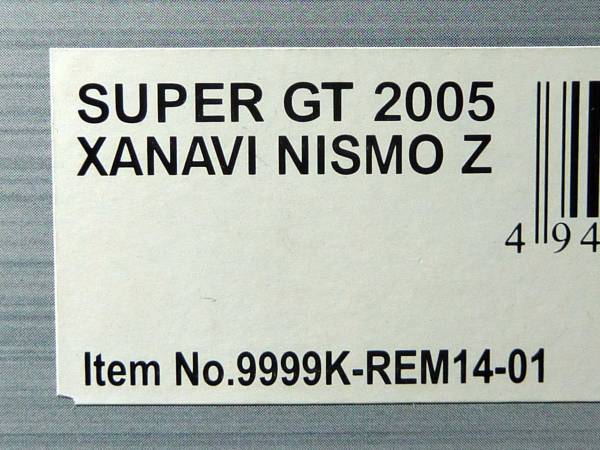 SUPER GT 2005
XANAVI NISMO Z
4 94
Item No.9999K-REM14-01